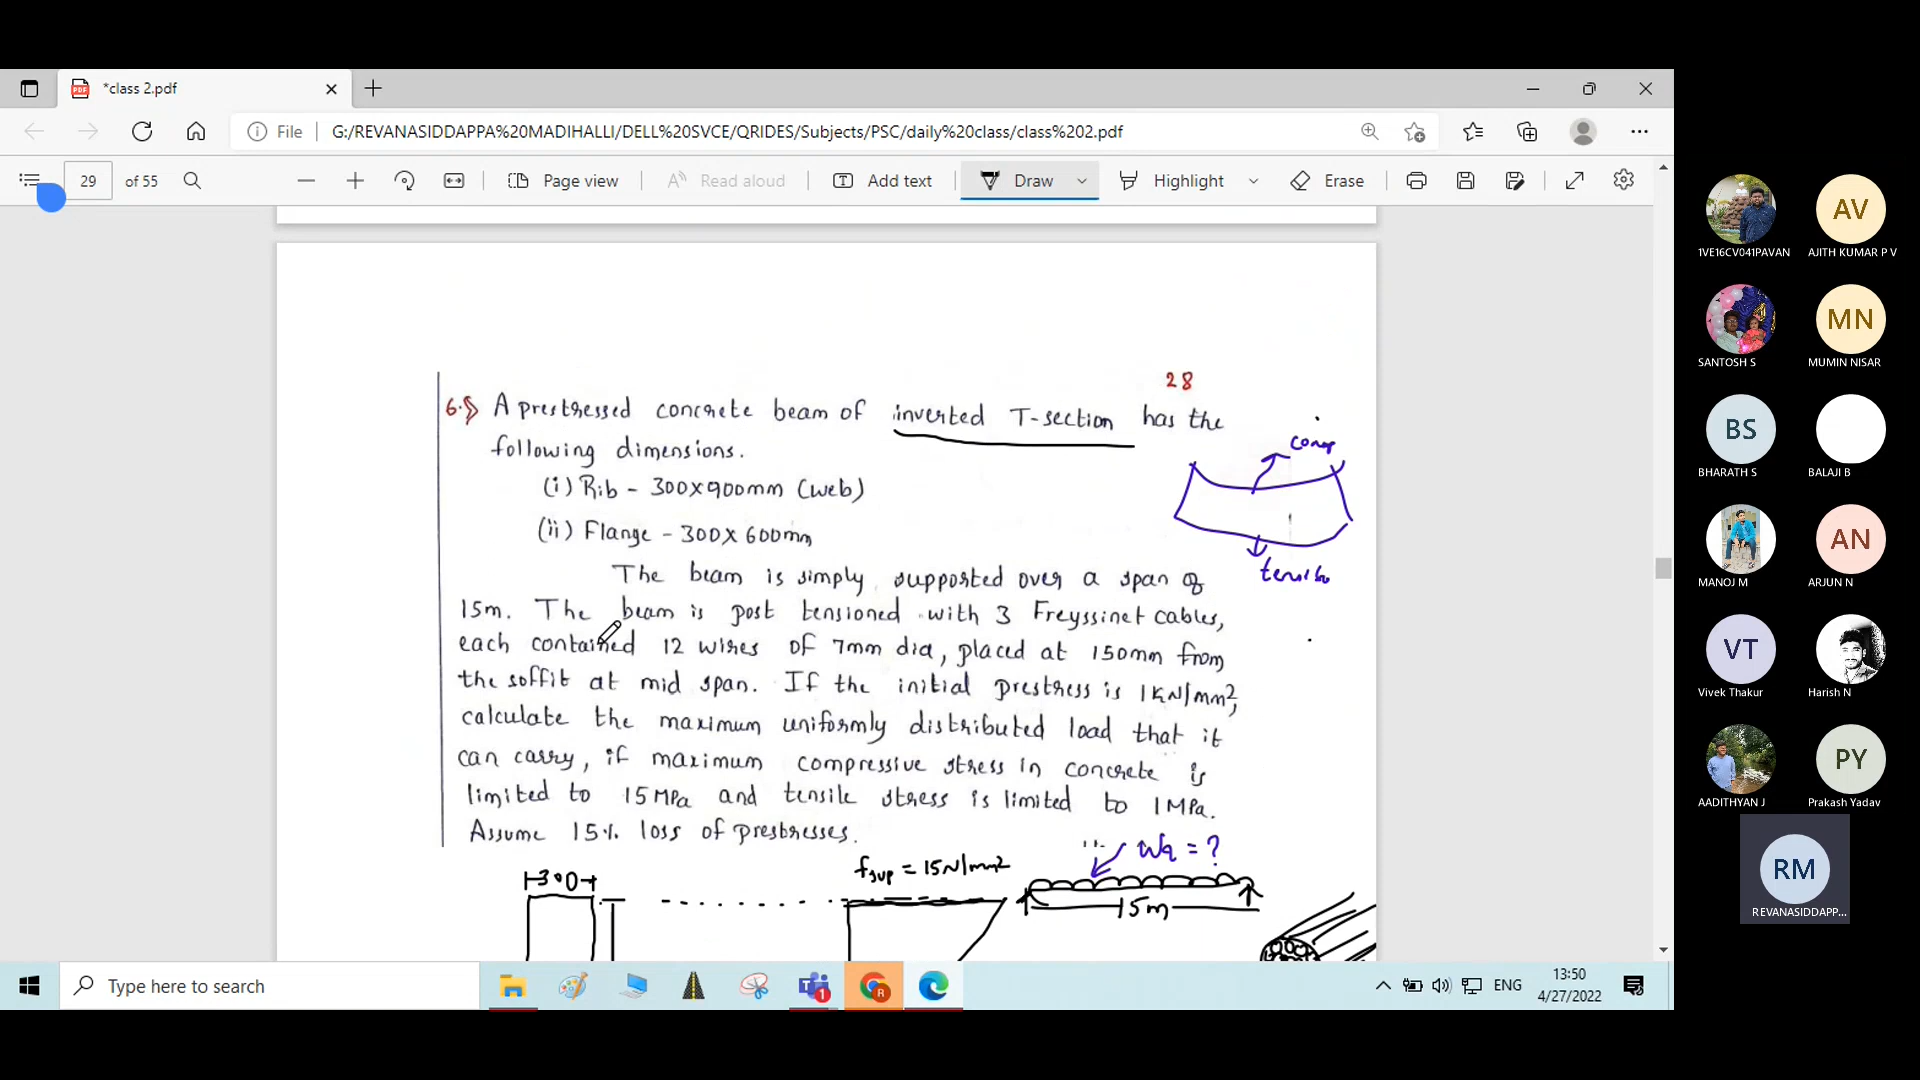 *class 2.pdf
File
G:/REVANASIDDAPPA%20MADIHALLI/DELL%20SVCE/QRIDES/Subjects/PSC/daily%20class/class%202.pdf
29 of 55
Page view
Read aloud
Add text
Draw
Highlight
Erase
28
6.) A prestressed concrete beam of inverted T-section has the
following dimensions.
(i) Rib - 300x900mm (web)
(ii) Flange - 300x600mm
comp
tensile
The beam is simply supported over a span of
15m. The beam is post tensioned with 3 Freyssinet cables,
each contained 12 wires of 7mm dia, placed at 150mm from
the soffit at mid span. If the initial prestress is 1kN/mm²,
calculate the maximum uniformly distributed load that it
can carry, if maximum compressive stress in concrete is
limited to 15MPa and tensile stress is limited to 1MPa.
Assume 15% loss of prestresses.
300
fsup = 15N/mm²
Wq = ?
15m
1VE16CV041PAVAN
AV
AJITH KUMAR P V
SANTOSH S
MN
MUMIN NISAR
BS
BHARATH S
BALAJI B
MANOJ M
AN
ARJUN N
VT
Vivek Thakur
Harish N
AADITHYAN J
PY
Prakash Yadav
RM
REVANASIDDAPP...
Type here to search
1
R
ENG
13:50
4/27/2022